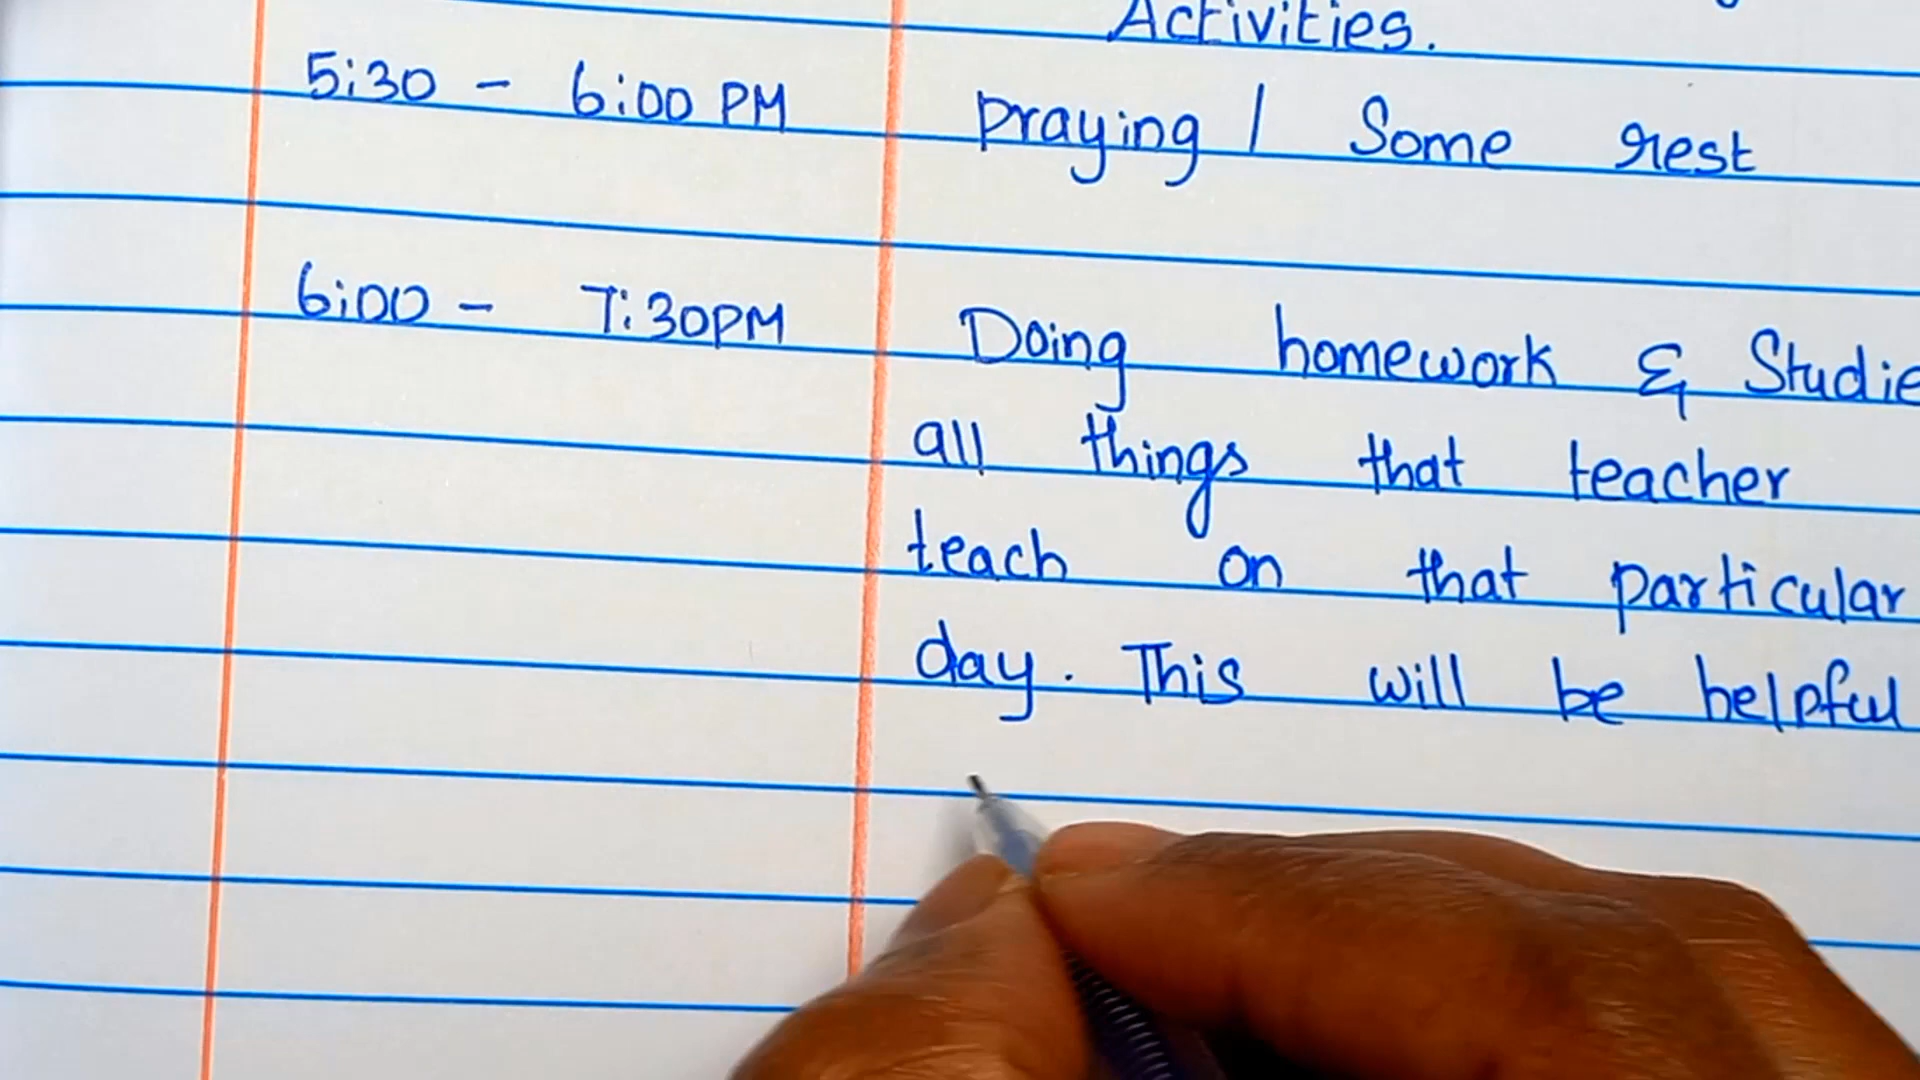 Activities.
5:30 - 6:00 PM praying / Some rest
6:00 - 7:30PM Doing homework & Studie
all things that teacher
teach on that particular
day. This will be helpful